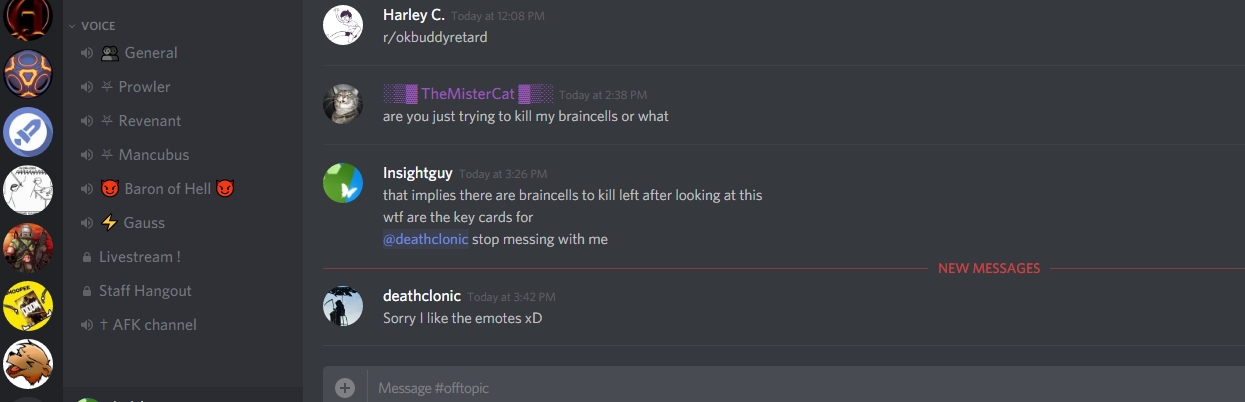 VOICE
General
Prowler
Revenant
Mancubus
Baron of Hell
Gauss
Livestream !
Staff Hangout
† AFK channel
Harley C. Today at 12:08 PM
r/okbuddyretard
░▒▓ TheMisterCat ▓▒░ Today at 2:38 PM
are you just trying to kill my braincells or what
Insightguy Today at 3:26 PM
that implies there are braincells to kill left after looking at this
wtf are the key cards for
@deathclonic stop messing with me
NEW MESSAGES
deathclonic Today at 3:42 PM
Sorry I like the emotes xD
Message #offtopic